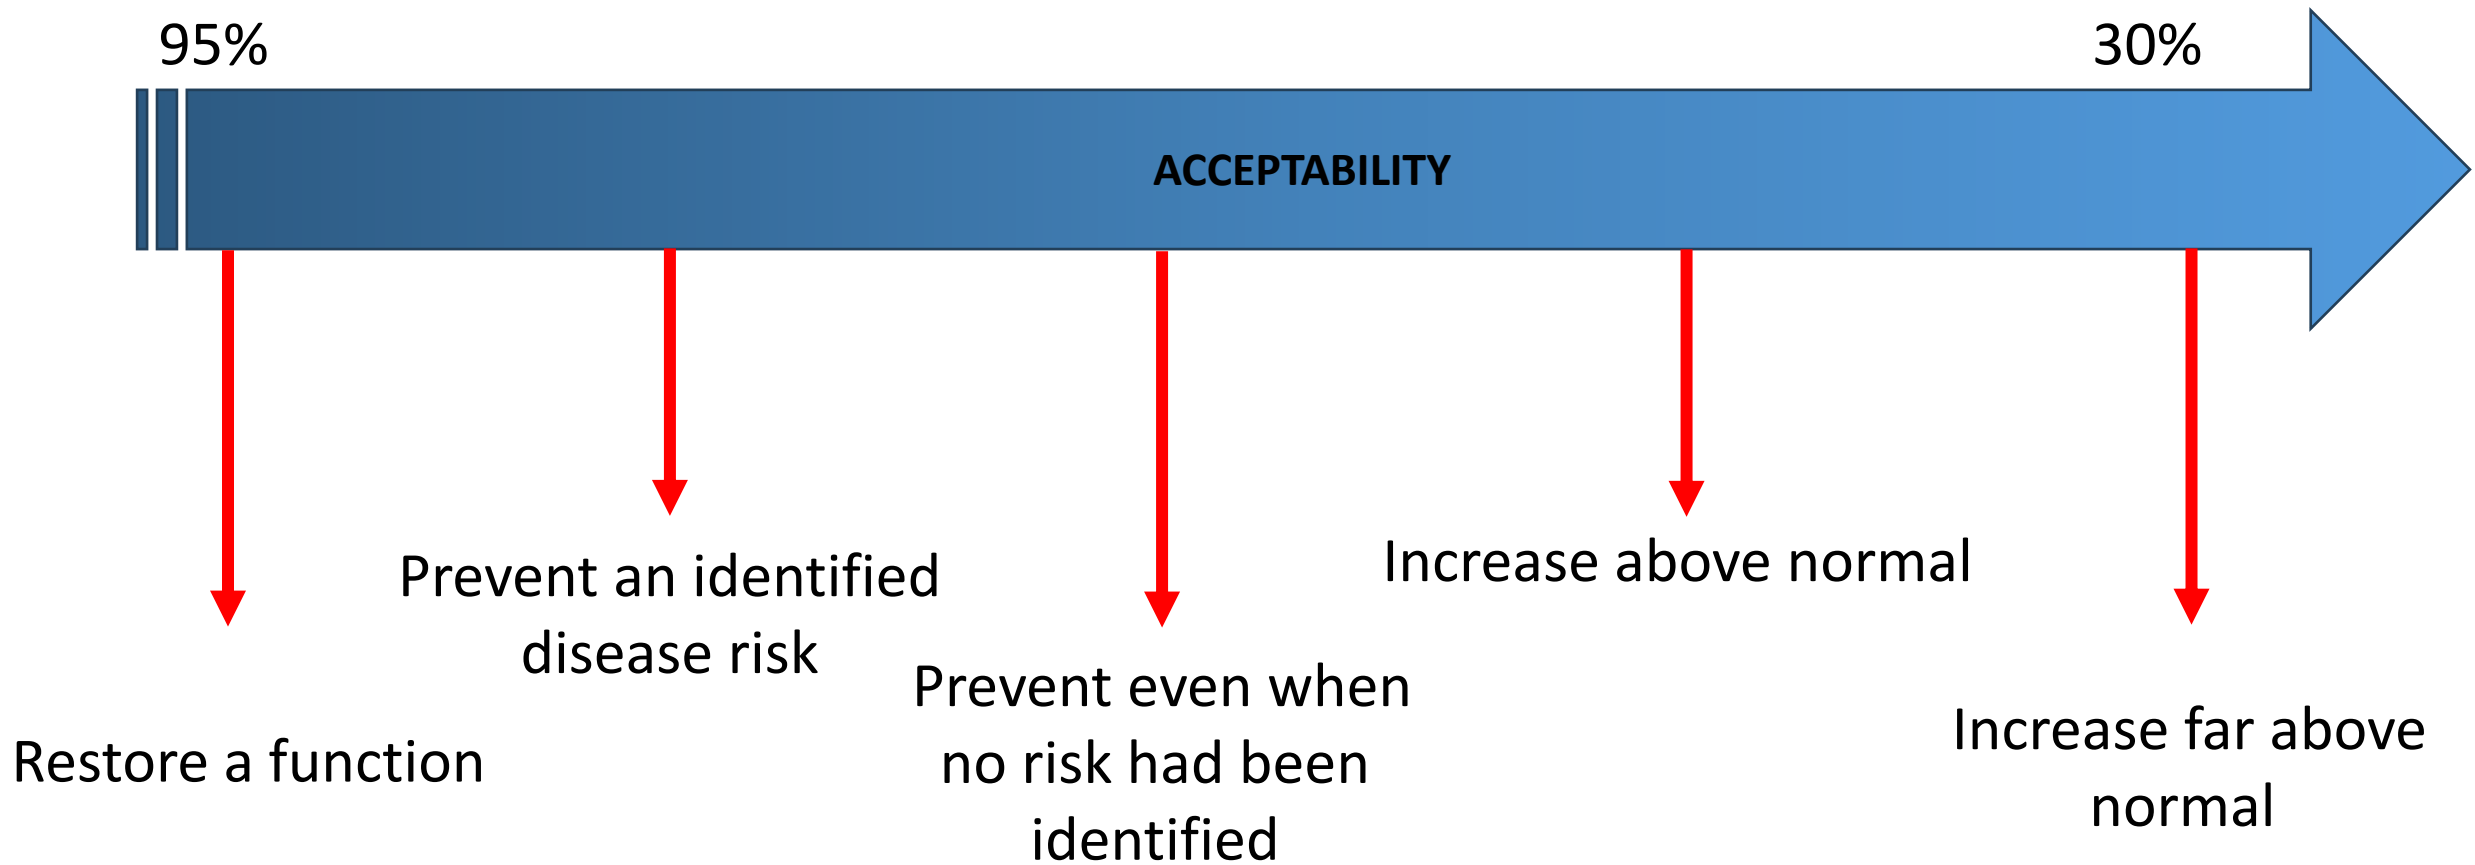 95%
30%
ACCEPTABILITY
Restore a function
Prevent an identified
disease risk
Prevent even when
no risk had been
identified
Increase above normal
Increase far above
normal